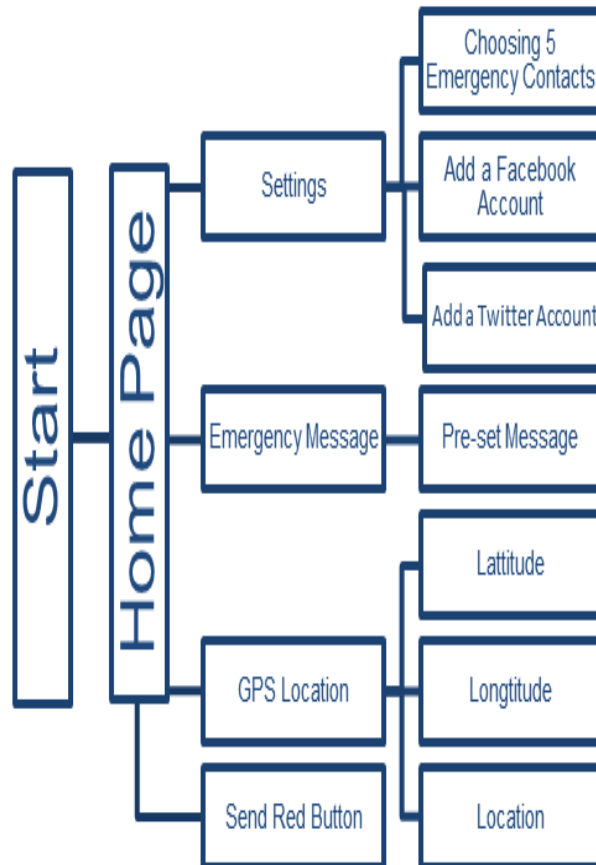 Start
Home Page
Settings
Choosing 5
Emergency Contacts
Add a Facebook
Account
Add a Twitter Account
Emergency Message
Pre-set Message
GPS Location
Lattitude
Longtitude
Location
Send Red Button